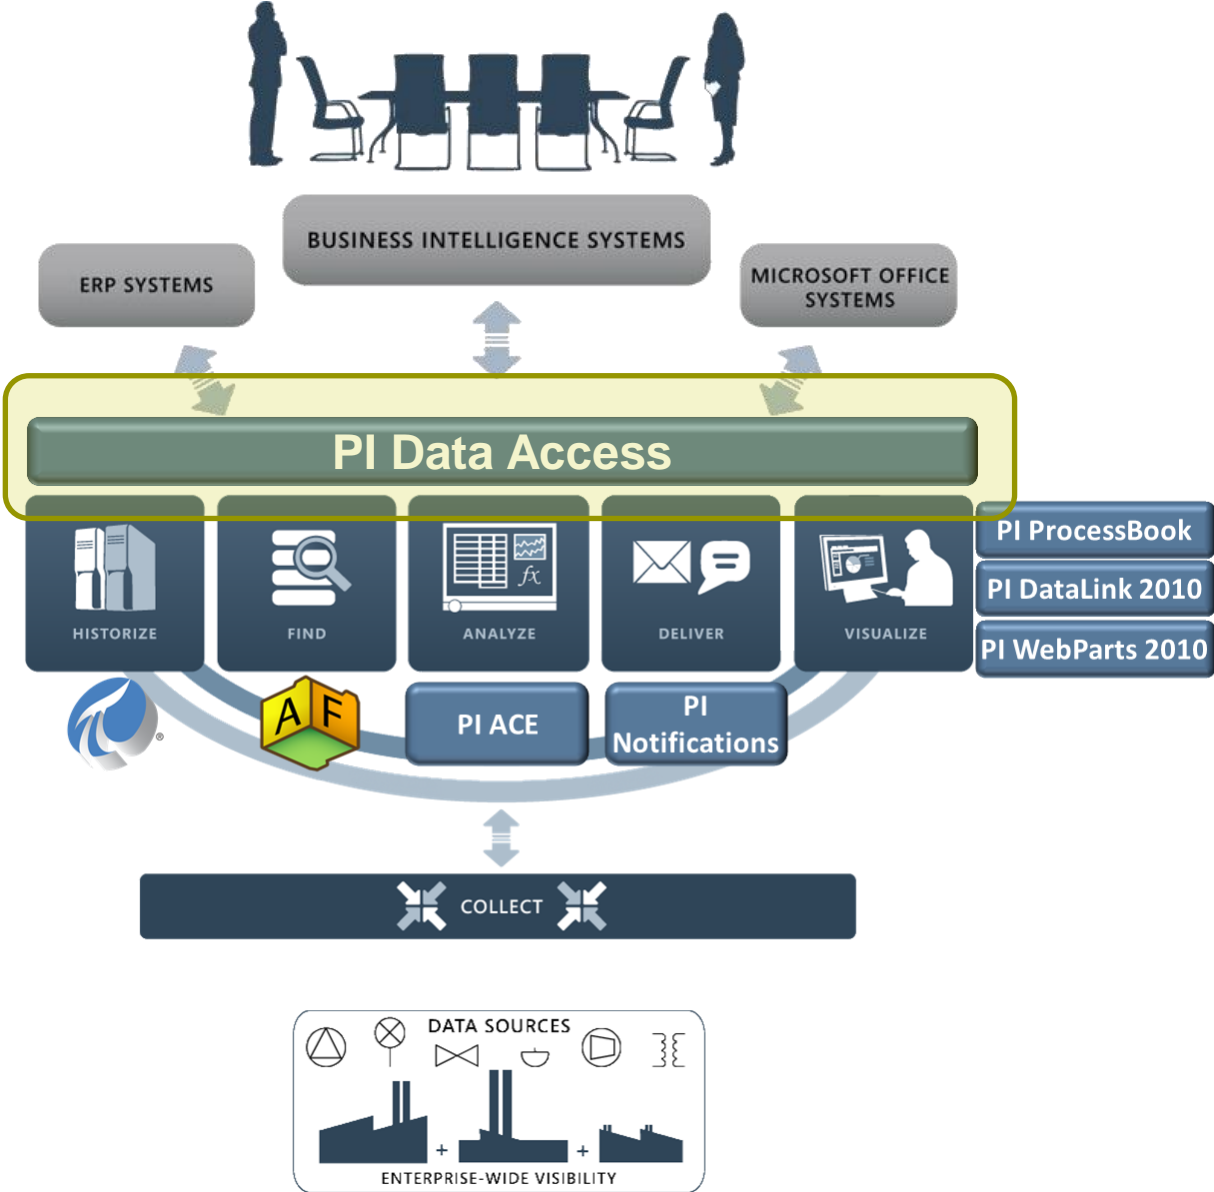 BUSINESS INTELLIGENCE SYSTEMS
ERP SYSTEMS
MICROSOFT OFFICE
SYSTEMS
PI Data Access
HISTORIZE
FIND
fx
ANALYZE
DELIVER
VISUALIZE
PI ProcessBook
PI DataLink 2010
PI WebParts 2010
®
A F
PI ACE
PI
Notifications
COLLECT
DATA SOURCES
+ +
ENTERPRISE-WIDE VISIBILITY